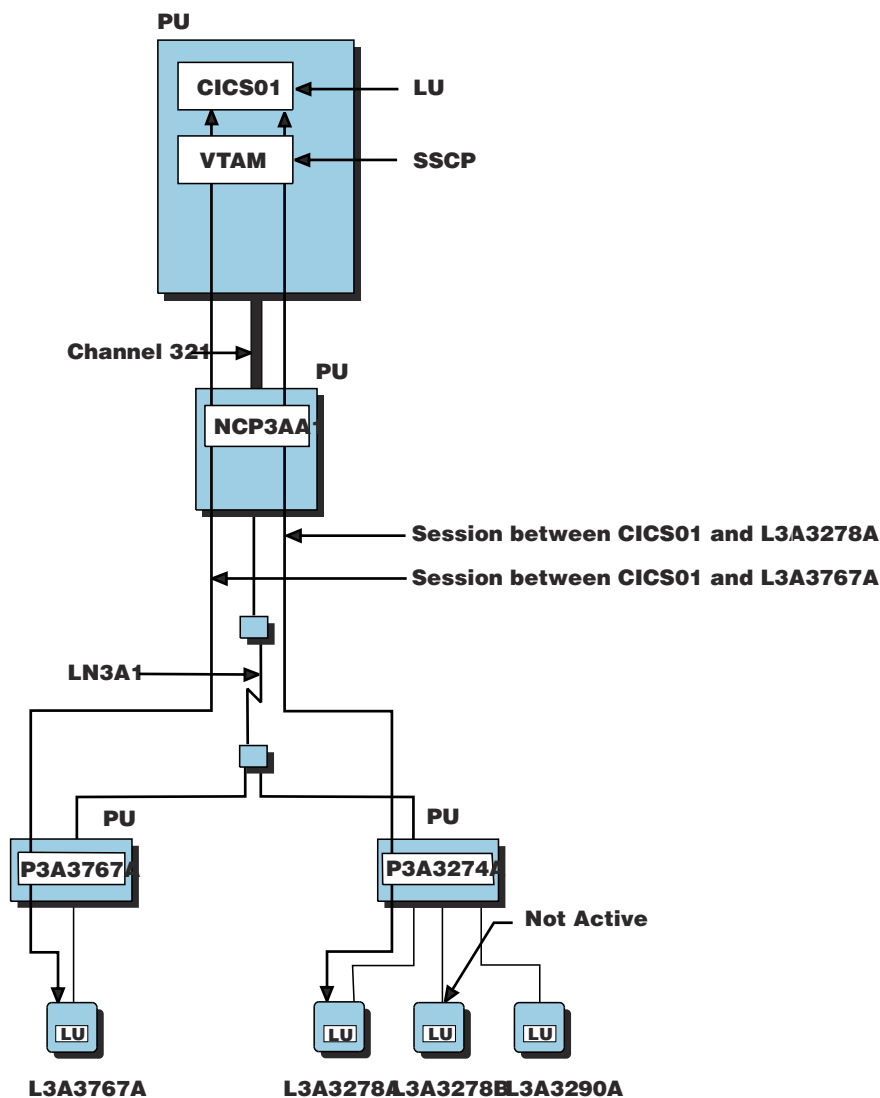 PU
CICS01
LU
VTAM
SSCP
Channel 321
PU
NCP3AA1
Session between CICS01 and L3A3278A
Session between CICS01 and L3A3767A
LN3A1
PU
PU
P3A3767A
P3A3274A
Not Active
LU
LU
LU
LU
L3A3767A
L3A3278A
L3A3278B
L3A3290A